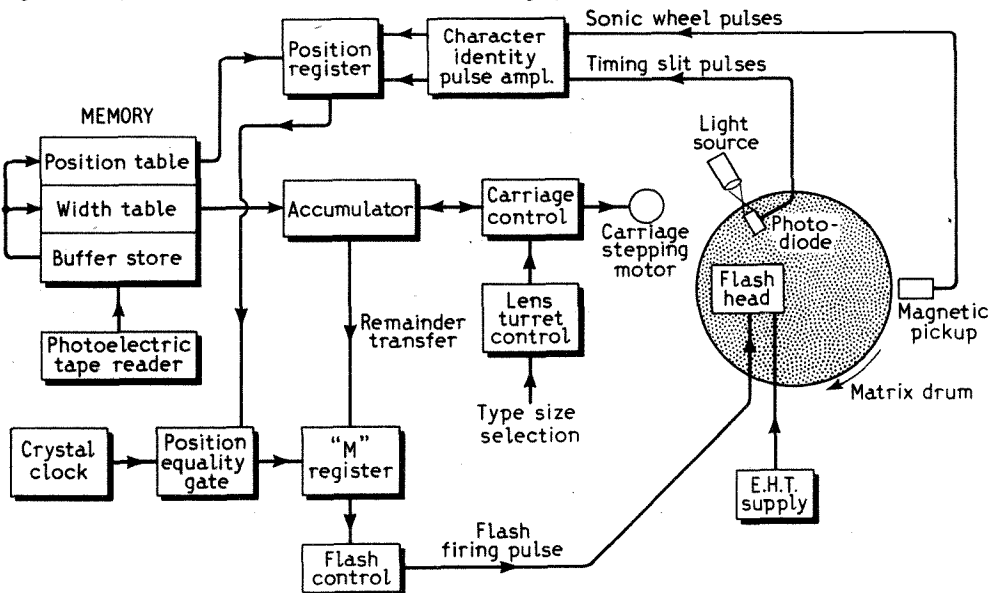 Sonic wheel pulses
Position
register
Character
identity
pulse ampl.
Timing slit pulses
MEMORY
Light
source
Position table
Width table
Buffer store
Accumulator
Carriage
control
Carriage
stepping
motor
Photo-
diode
Flash
head
Magnetic
pickup
Lens
turret
control
Remainder
transfer
Photoelectric
tape reader
Matrix drum
Type size
selection
Crystal
clock
Position
equality
gate
"M"
register
E.H.T.
supply
Flash
firing pulse
Flash
control